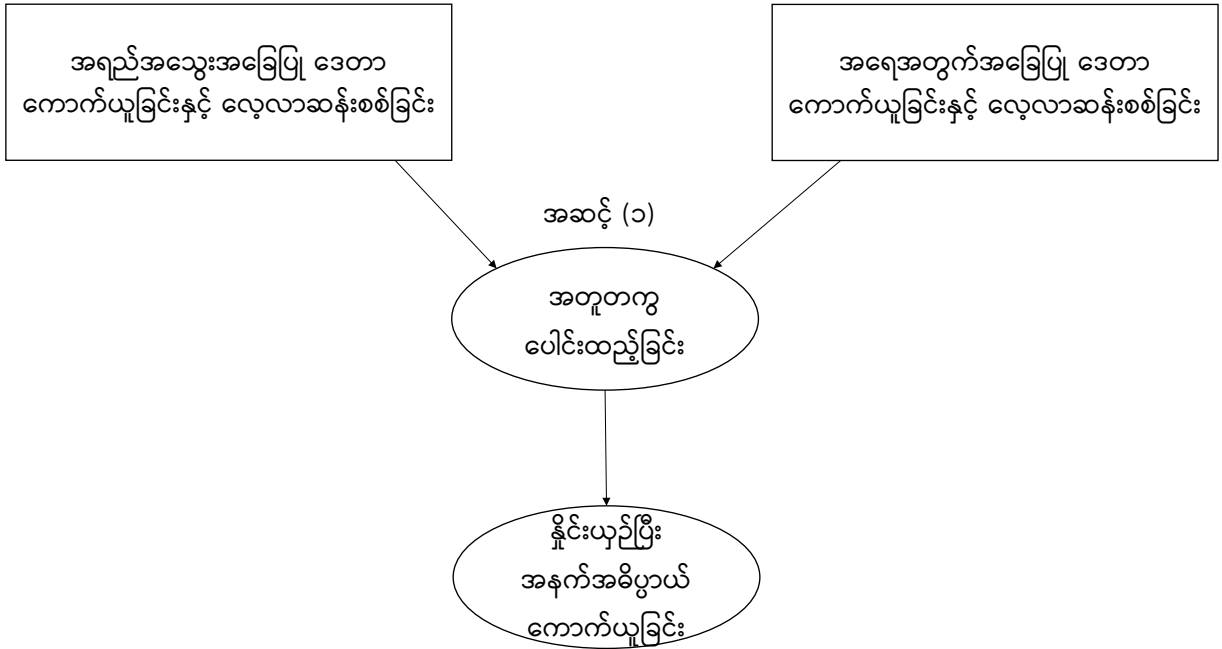 အရည်အသွေးအခြေပြု ဒေတာ
ကောက်ယူခြင်းနှင့် လေ့လာဆန်းစစ်ခြင်း
အရေအတွက်အခြေပြု ဒေတာ
ကောက်ယူခြင်းနှင့် လေ့လာဆန်းစစ်ခြင်း
အဆင့် (၁)
အတူတကွ
ပေါင်းထည့်ခြင်း
နှိုင်းယှဉ်ပြီး
အနက်အဓိပ္ပာယ်
ကောက်ယူခြင်း